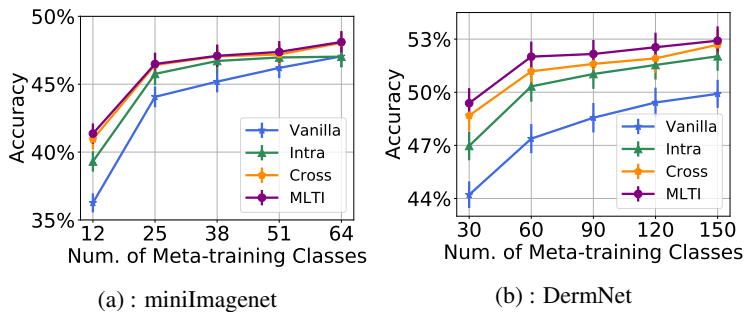 50%
45%
40%
35%
Accuracy
Vanilla
Intra
Cross
MLTI
12 25 38 51 64
Num. of Meta-training Classes
(a) : miniImagenet
53%
50%
47%
44%
Accuracy
Vanilla
Intra
Cross
MLTI
30 60 90 120 150
Num. of Meta-training Classes
(b) : DermNet